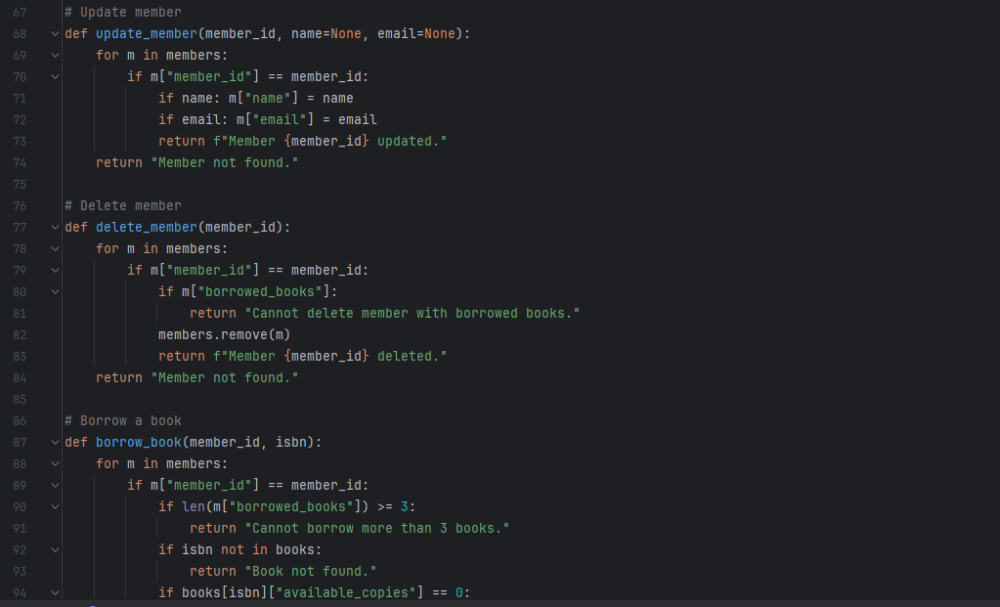 67 # Update member
68 def update_member(member_id, name=None, email=None):
69     for m in members:
70         if m["member_id"] == member_id:
71             if name: m["name"] = name
72             if email: m["email"] = email
73             return f"Member {member_id} updated."
74     return "Member not found."
75
76 # Delete member
77 def delete_member(member_id):
78     for m in members:
79         if m["member_id"] == member_id:
80             if m["borrowed_books"]:
81                 return "Cannot delete member with borrowed books."
82             members.remove(m)
83             return f"Member {member_id} deleted."
84     return "Member not found."
85
86 # Borrow a book
87 def borrow_book(member_id, isbn):
88     for m in members:
89         if m["member_id"] == member_id:
90             if len(m["borrowed_books"]) >= 3:
91                 return "Cannot borrow more than 3 books."
92             if isbn not in books:
93                 return "Book not found."
94             if books[isbn]["available_copies"] == 0: